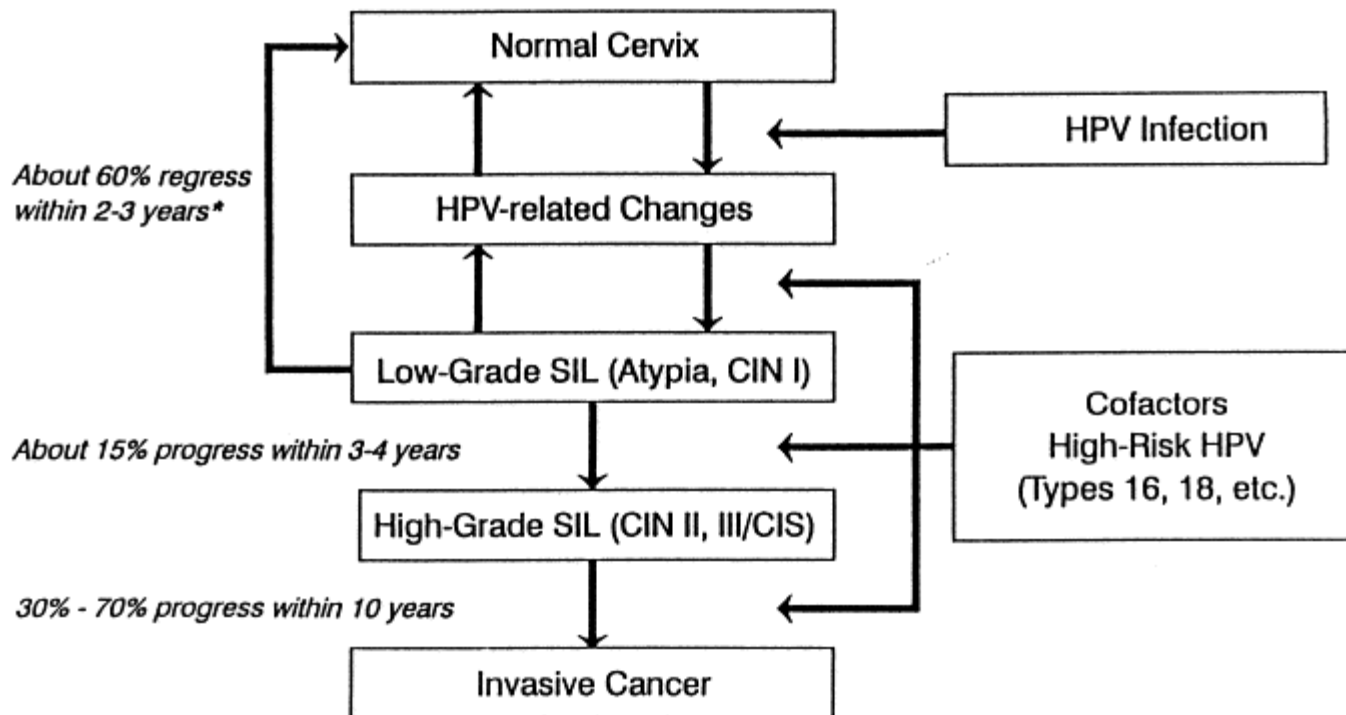 Normal Cervix
HPV Infection
About 60% regress
within 2-3 years*
HPV-related Changes
Low-Grade SIL (Atypia, CIN I)
Cofactors
High-Risk HPV
(Types 16, 18, etc.)
About 15% progress within 3-4 years
High-Grade SIL (CIN II, III/CIS)
30% - 70% progress within 10 years
Invasive Cancer